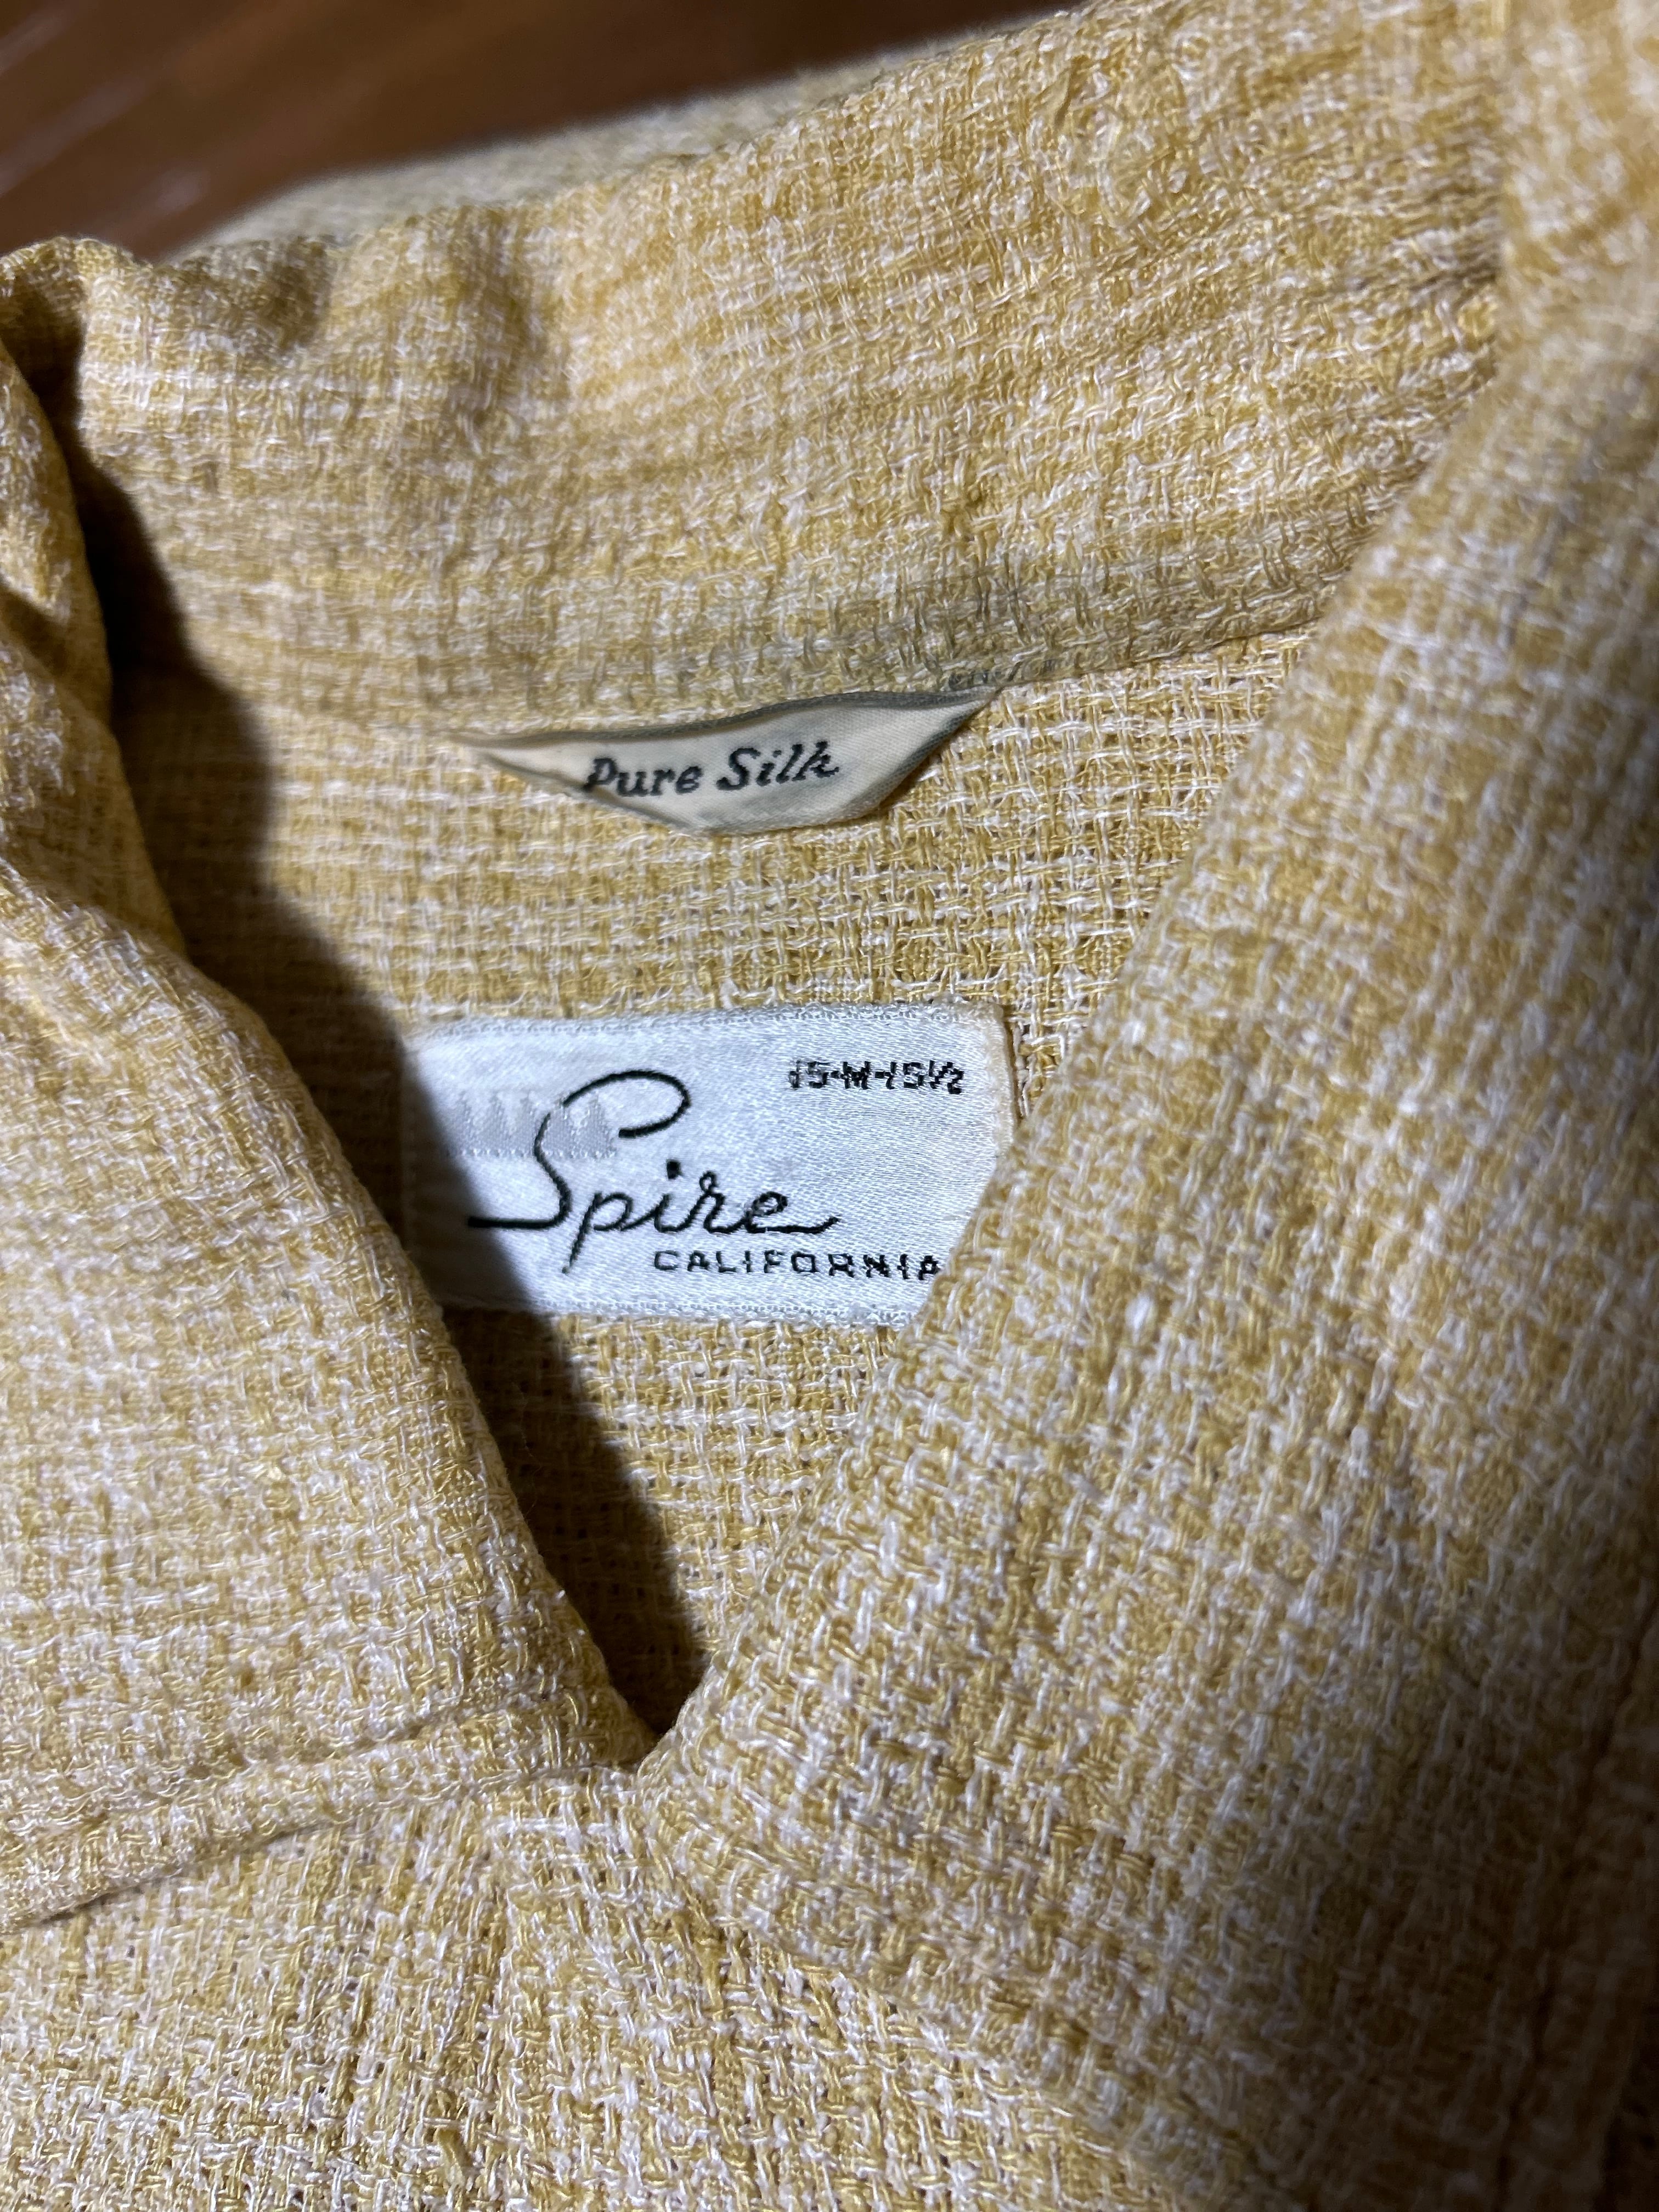 Pure Silk
15-M-15½
Spire
CALIFORNIA